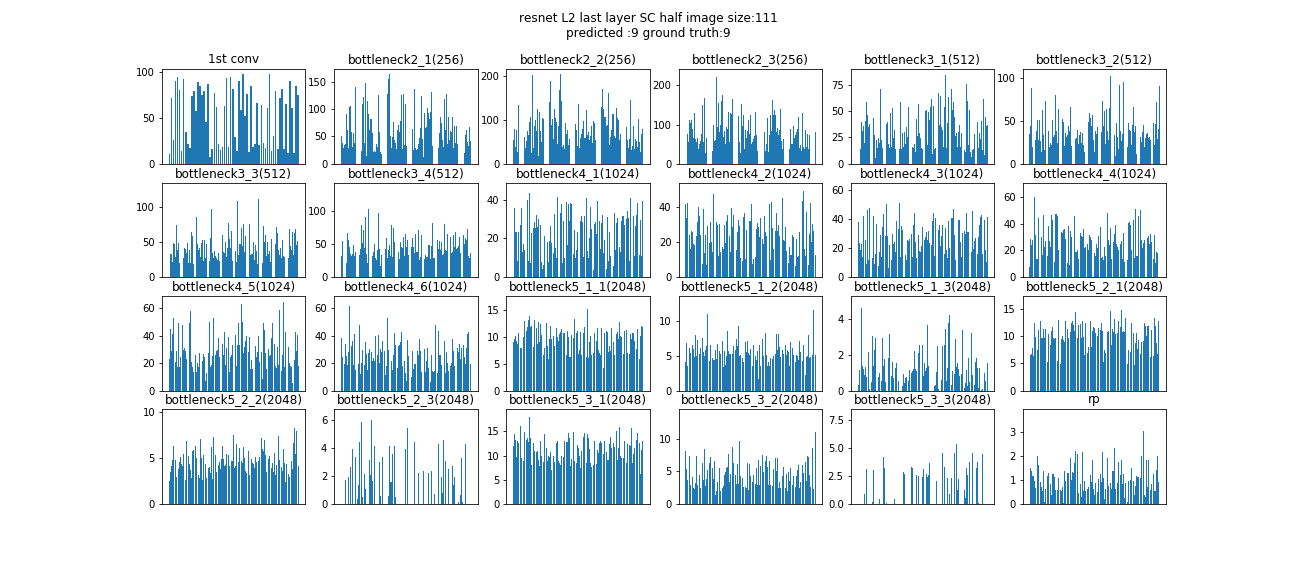 resnet L2 last layer SC half image size:111
predicted :9 ground truth:9
1st conv bottleneck2_1(256) bottleneck2_2(256) bottleneck2_3(256) bottleneck3_1(512) bottleneck3_2(512)
100 50 0 150 100 50 0 200 100 0 200 100 0 75 50 25 0 100 50 0
bottleneck3_3(512) bottleneck3_4(512) bottleneck4_1(1024) bottleneck4_2(1024) bottleneck4_3(1024) bottleneck4_4(1024)
100 50 0 100 50 0 40 20 0 40 20 0 60 40 20 0 60 40 20 0
bottleneck4_5(1024) bottleneck4_6(1024) bottleneck5_1_1(2048) bottleneck5_1_2(2048) bottleneck5_1_3(2048) bottleneck5_2_1(2048)
60 40 20 0 60 40 20 0 15 10 5 0 10 5 0 4 2 0 15 10 5 0
bottleneck5_2_2(2048) bottleneck5_2_3(2048) bottleneck5_3_1(2048) bottleneck5_3_2(2048) bottleneck5_3_3(2048) rp
10 5 0 6 4 2 0 15 10 5 0 10 5 0 7.5 5.0 2.5 0.0 3 2 1 0